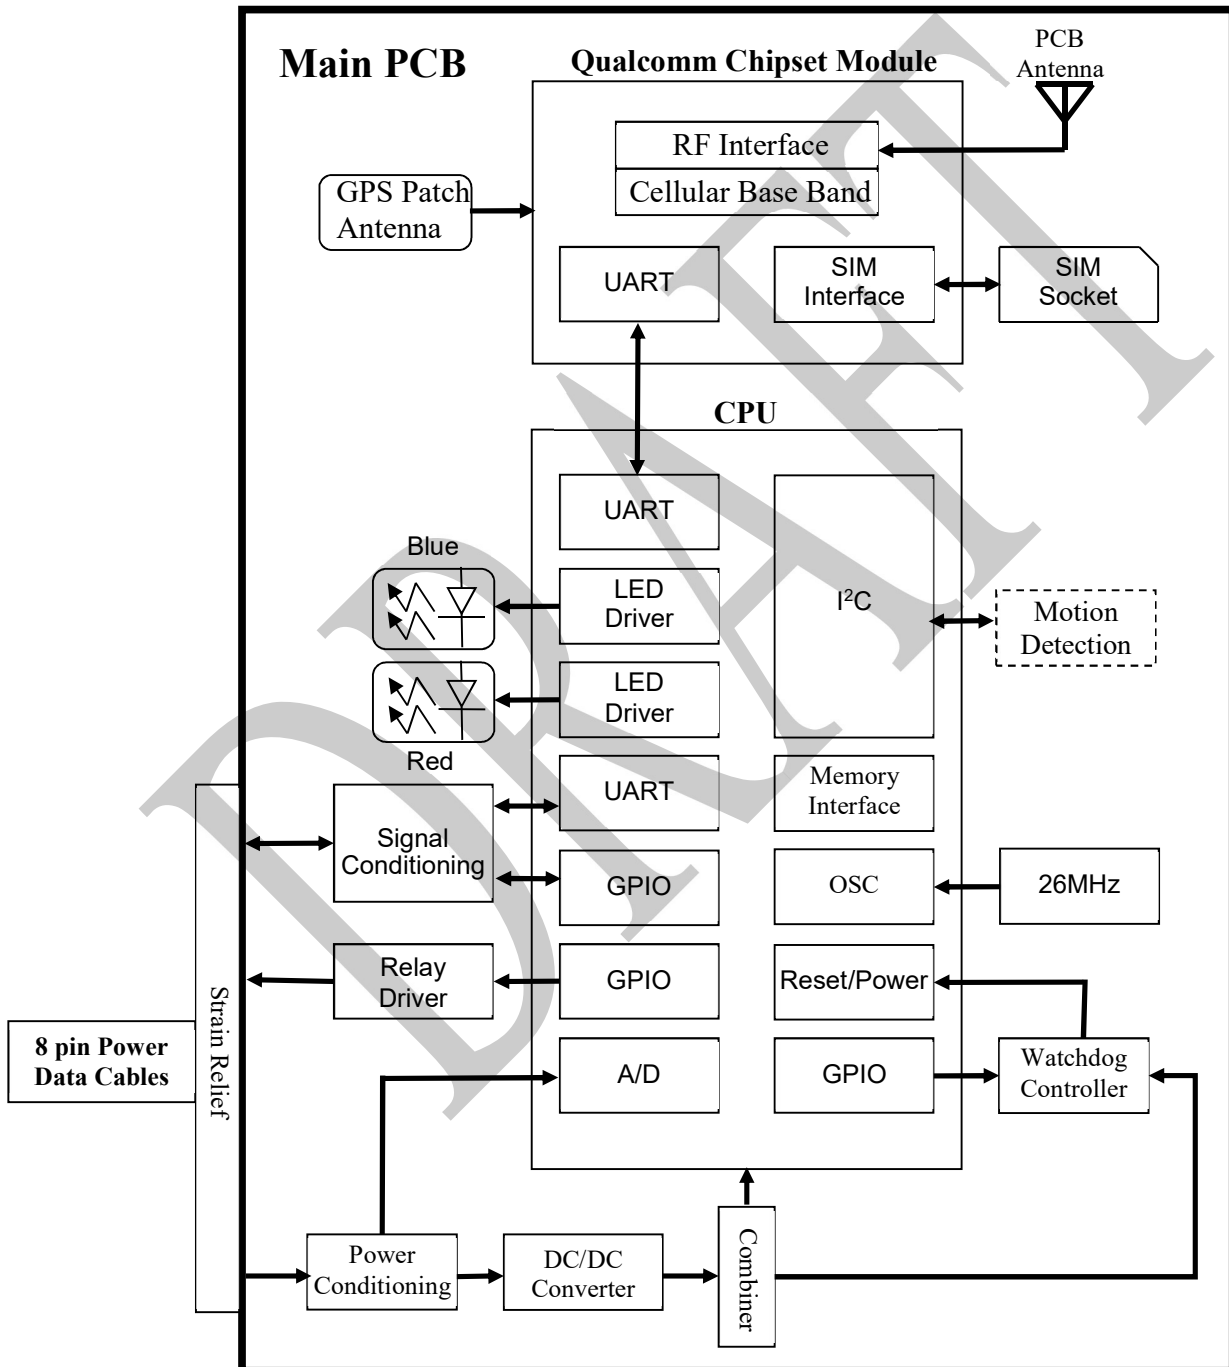 Main PCB
Qualcomm Chipset Module
PCB
Antenna
RF Interface
Cellular Base Band
GPS Patch
Antenna
UART
SIM
Interface
SIM
Socket
CPU
UART
I²C
Blue
LED
Driver
Motion
Detection
LED
Driver
Red
UART
Memory
Interface
Signal
Conditioning
GPIO
OSC
26MHz
Relay
Driver
GPIO
Reset/Power
Strain Relief
8 pin Power
Data Cables
A/D
GPIO
Watchdog
Controller
Power
Conditioning
DC/DC
Converter
Combiner
DRAFT